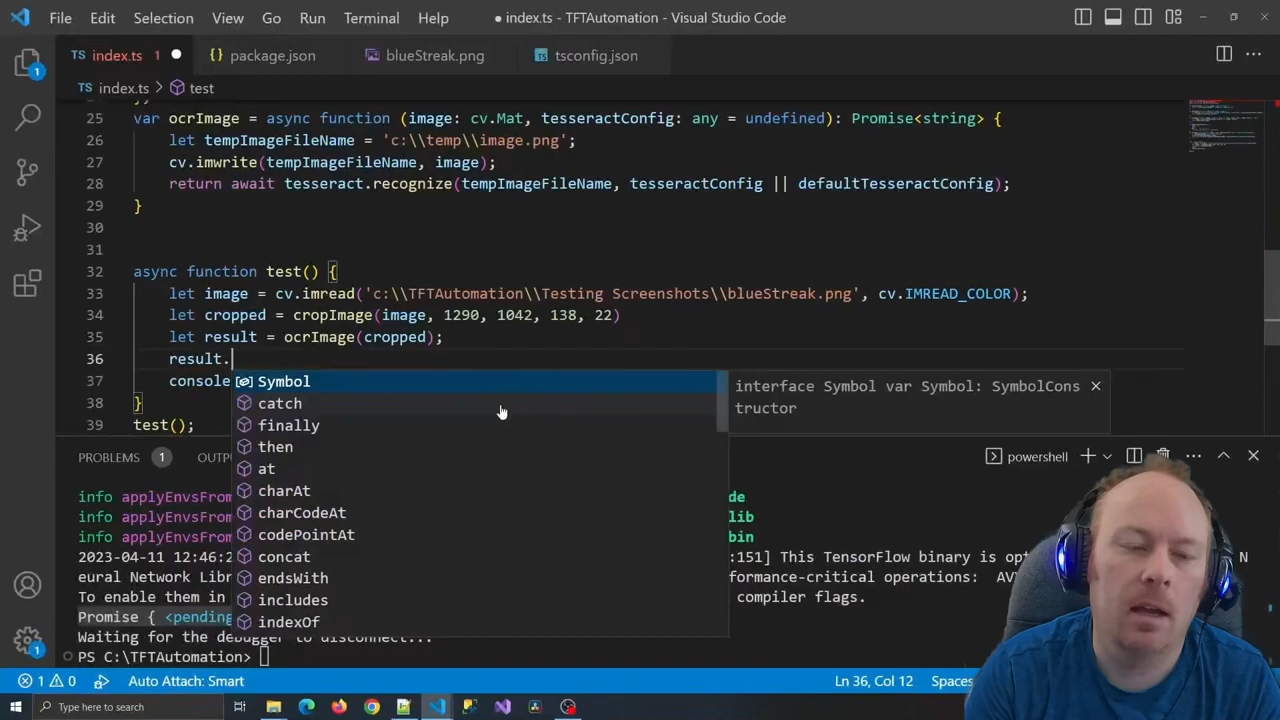 File Edit Selection View Go Run Terminal Help
index.ts - TFTAutomation - Visual Studio Code
TS index.ts 1
{} package.json
blueStreak.png
TS tsconfig.json
1
TS index.ts > test
25 var ocrImage = async function (image: cv.Mat, tesseractConfig: any = undefined): Promise<string> {
26 let tempImageFileName = 'c:\\temp\\image.png';
27 cv.imwrite(tempImageFileName, image);
28 return await tesseract.recognize(tempImageFileName, tesseractConfig || defaultTesseractConfig);
29 }
30
31
32 async function test() {
33 let image = cv.imread('c:\\TFTAutomation\\Testing Screenshots\\blueStreak.png', cv.IMREAD_COLOR);
34 let cropped = cropImage(image, 1290, 1042, 138, 22)
35 let result = ocrImage(cropped);
36 result.
37 console
38 }
39 test();
Symbol
catch
finally
then
at
charAt
charCodeAt
codePointAt
concat
endsWith
includes
indexOf
interface Symbol var Symbol: SymbolCons
tructor
PROBLEMS 1 OUTPU
powershell
info applyEnvsFrom
de
info applyEnvsFrom
lib
info applyEnvsFrom
bin
2023-04-11 12:46:2
:151] This TensorFlow binary is opt
N
eural Network Libr
rformance-critical operations: AV
To enable them in
compiler flags.
Promise { <pending
Waiting for the debugger to disconnect...
PS C:\TFTAutomation>
1
1 0 Auto Attach: Smart
Ln 36, Col 12 Spaces
Type here to search